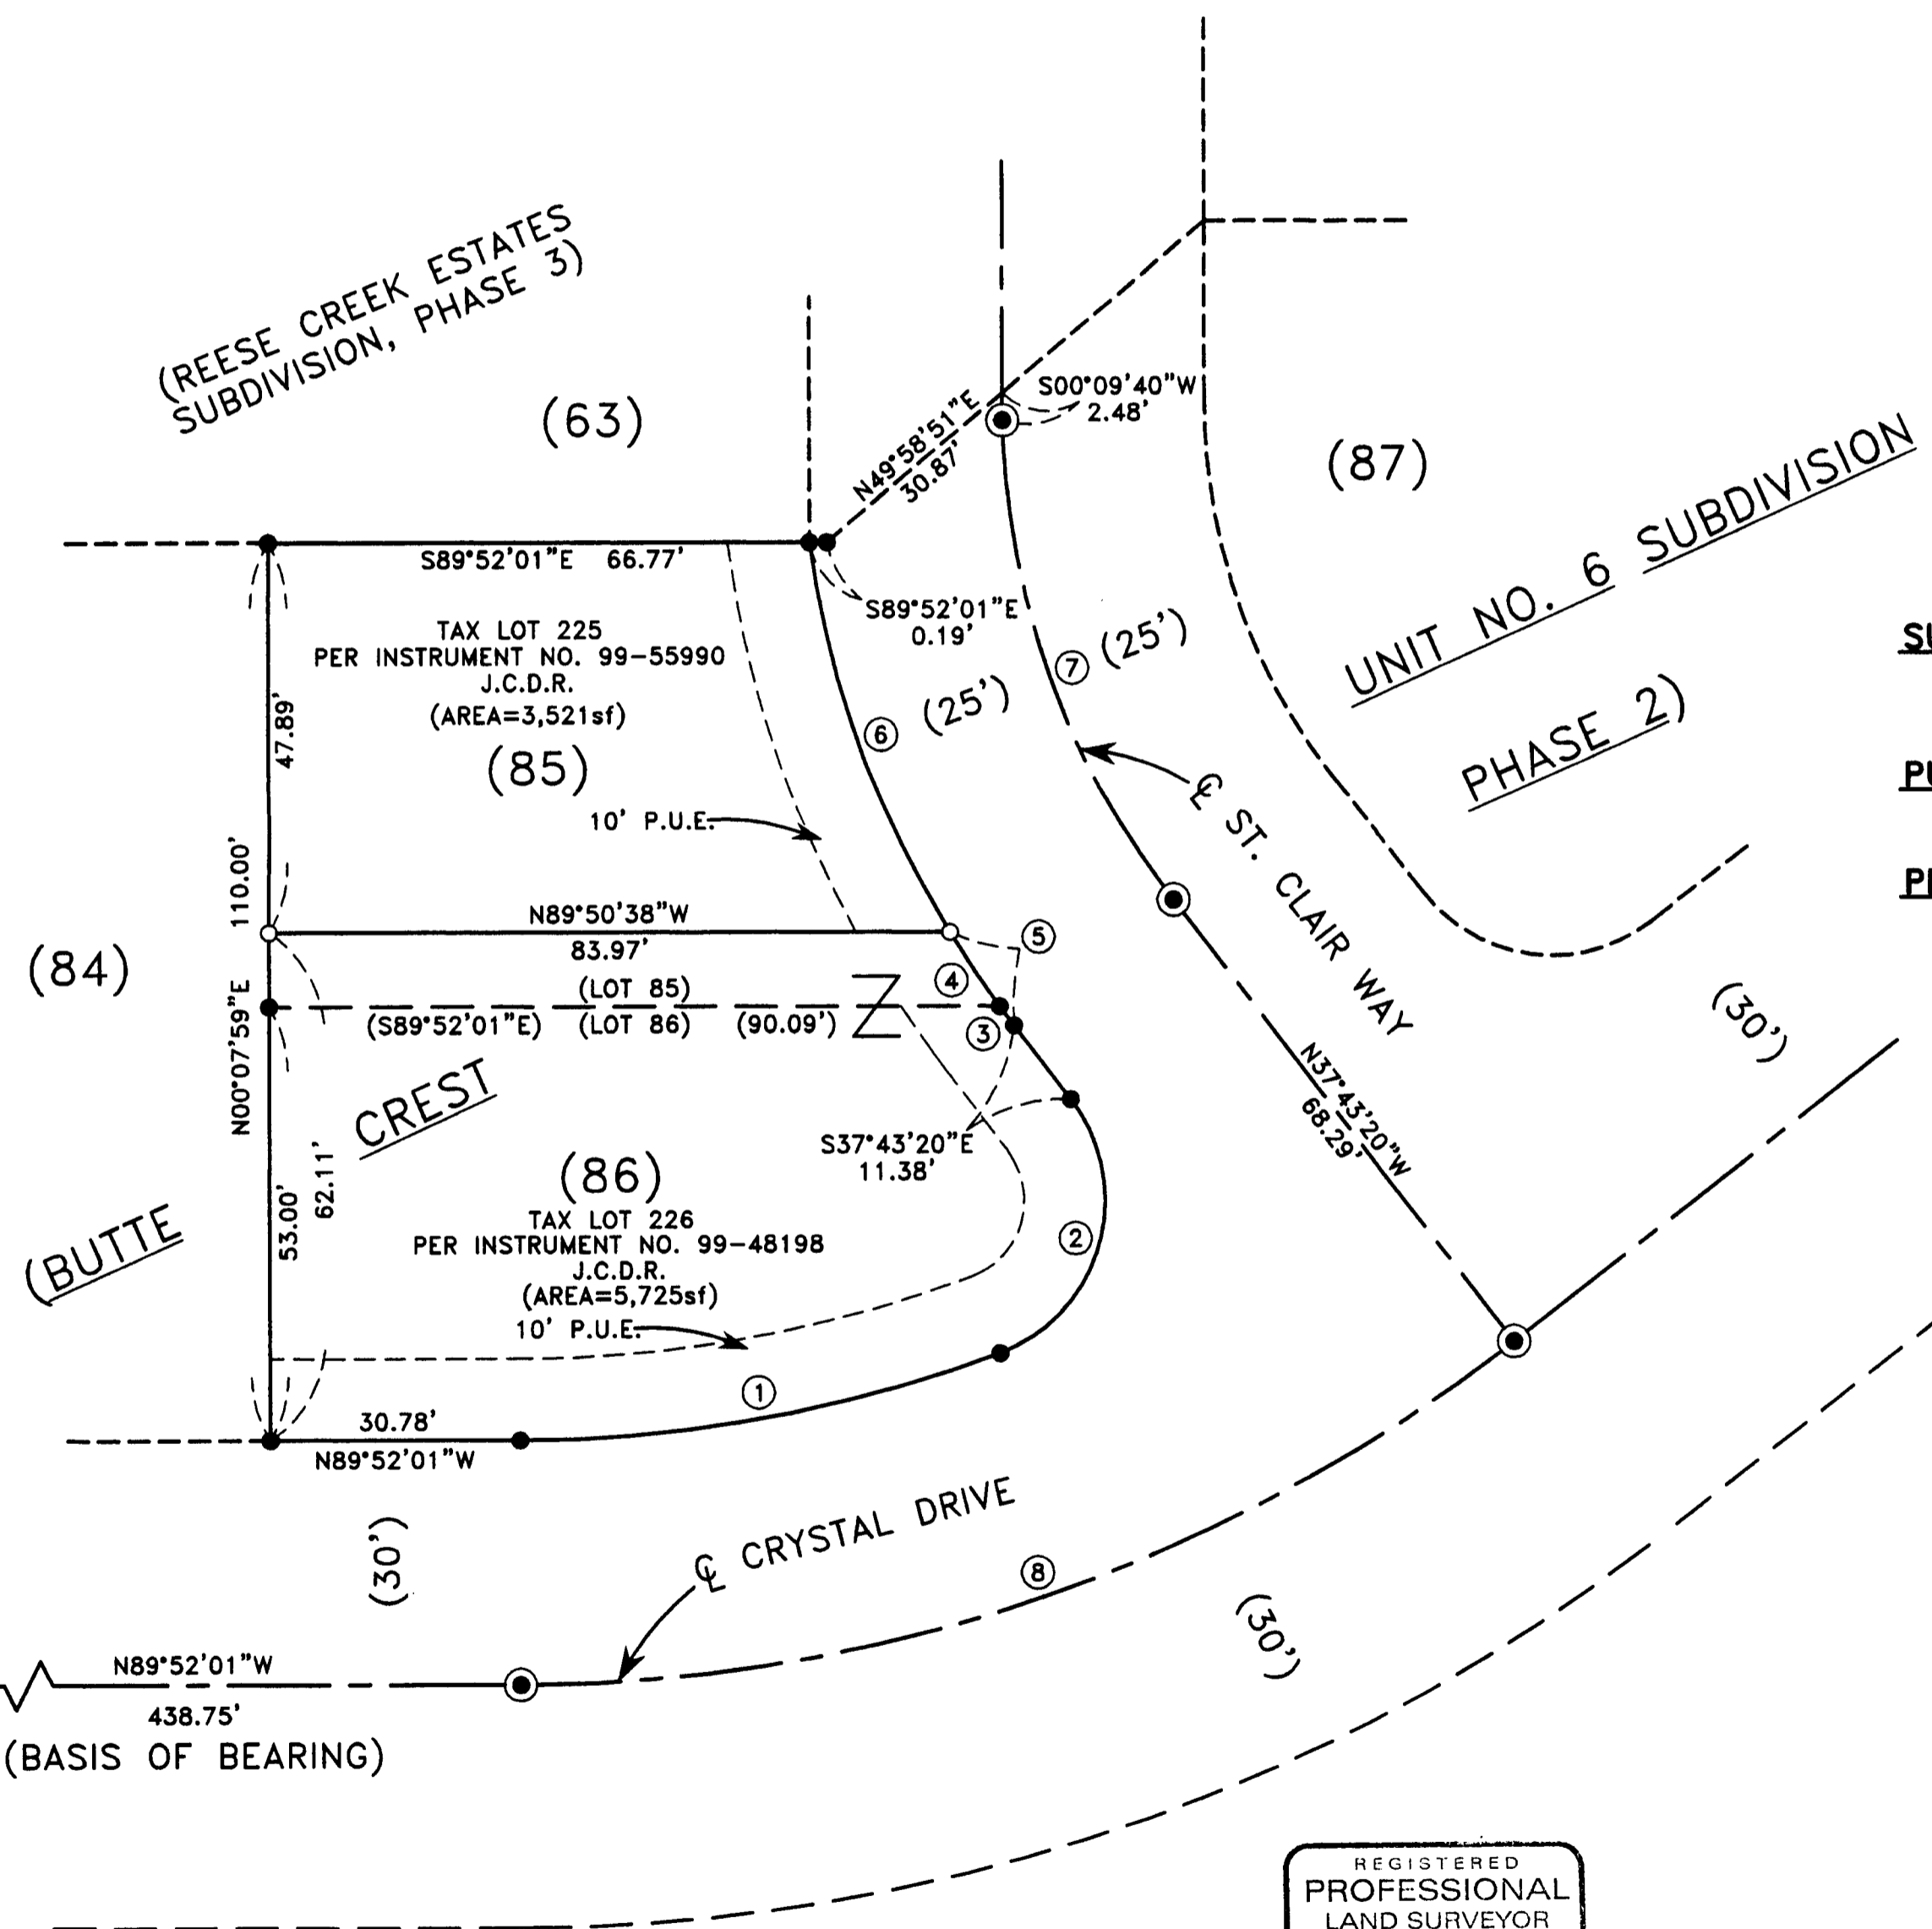 (REESE CREEK ESTATES
SUBDIVISION, PHASE 3)
(63)
S00°09'40"W
2.48'
N49°58'51"E
30.87'
(87)
UNIT NO. 6 SUBDIVISION
PHASE 2)
S89°52'01"E 66.77'
S89°52'01"E
0.19'
TAX LOT 225
PER INSTRUMENT NO. 99-55990
J.C.D.R.
(AREA=3,521sf)
(85)
47.89'
10' P.U.E.
6
(25')
7
(25')
℄ ST. CLAIR WAY
110.00'
N00°07'59"E
N89°50'38"W
83.97'
5
4
(84)
(LOT 85)
(S89°52'01"E) (LOT 86) (90.09')
3
(30')
N37°43'20"W
68.29'
CREST
S37°43'20"E
11.38'
(BUTTE
53.00'
62.11'
(86)
TAX LOT 226
PER INSTRUMENT NO. 99-48198
J.C.D.R.
(AREA=5,725sf)
10' P.U.E.
2
1
30.78'
N89°52'01"W
(30')
℄ CRYSTAL DRIVE
8
(30')
N89°52'01"W
438.75'
(BASIS OF BEARING)
REGISTERED
PROFESSIONAL
LAND SURVEYOR